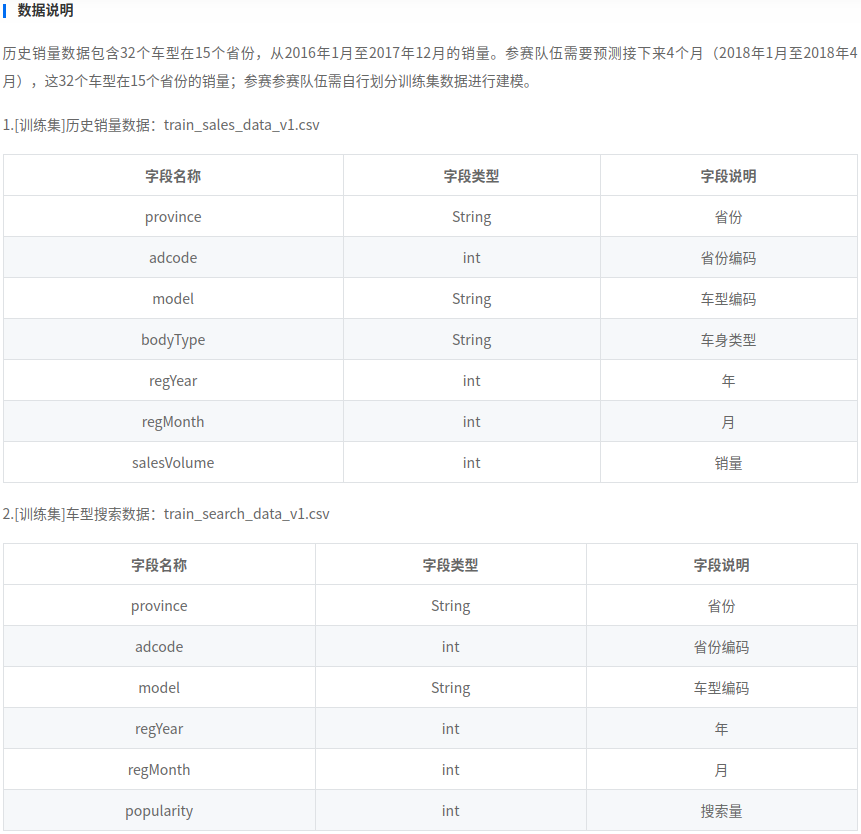 数据说明
历史销量数据包含32个车型在15个省份，从2016年1月至2017年12月的销量。参赛队伍需要预测接下来4个月（2018年1月至2018年4
月），这32个车型在15个省份的销量；参赛参赛队伍需自行划分训练集数据进行建模。
1.[训练集]历史销量数据：train_sales_data_v1.csv
字段名称 字段类型 字段说明
province String 省份
adcode int 省份编码
model String 车型编码
bodyType String 车身类型
regYear int 年
regMonth int 月
salesVolume int 销量
2.[训练集]车型搜索数据：train_search_data_v1.csv
字段名称 字段类型 字段说明
province String 省份
adcode int 省份编码
model String 车型编码
regYear int 年
regMonth int 月
popularity int 搜索量